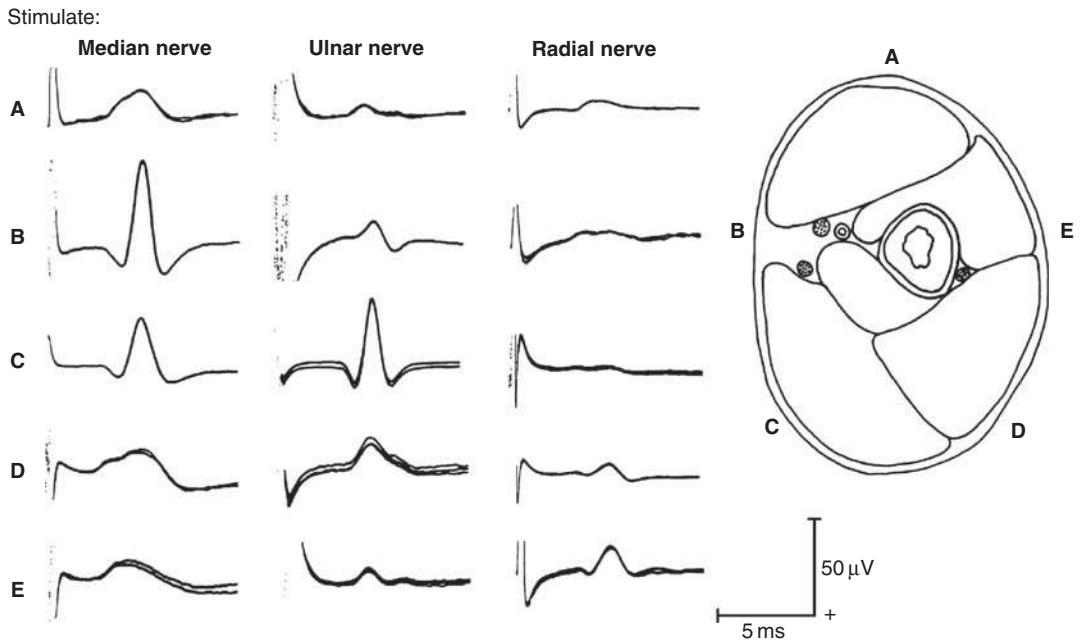 Stimulate:
Median nerve
Ulnar nerve
Radial nerve
A
B
C
D
E
A
B
E
C
D
50 μV
+
5 ms